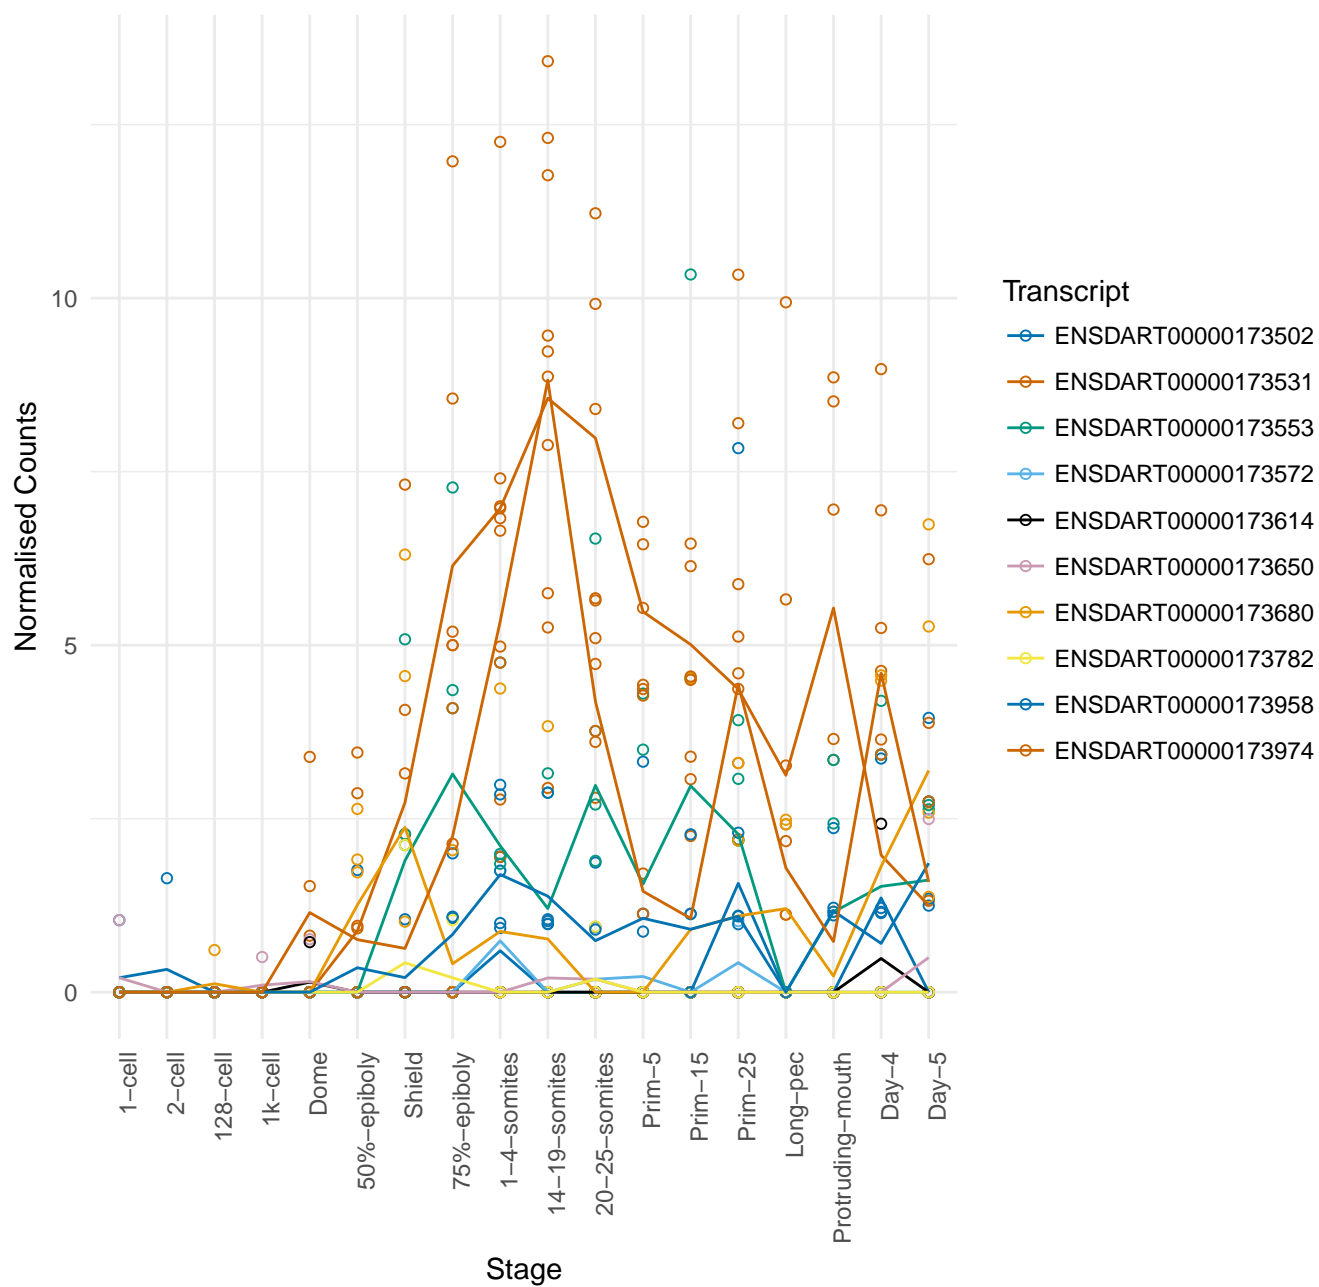 10
5
0
Normalised Counts
1−cell
2−cell
128−cell
1k−cell
Dome
50%−epiboly
Shield
75%−epiboly
1−4−somites
14−19−somites
20−25−somites
Prim−5
Prim−15
Prim−25
Long−pec
Protruding−mouth
Day−4
Day−5
Stage
Transcript
ENSDART00000173502
ENSDART00000173531
ENSDART00000173553
ENSDART00000173572
ENSDART00000173614
ENSDART00000173650
ENSDART00000173680
ENSDART00000173782
ENSDART00000173958
ENSDART00000173974